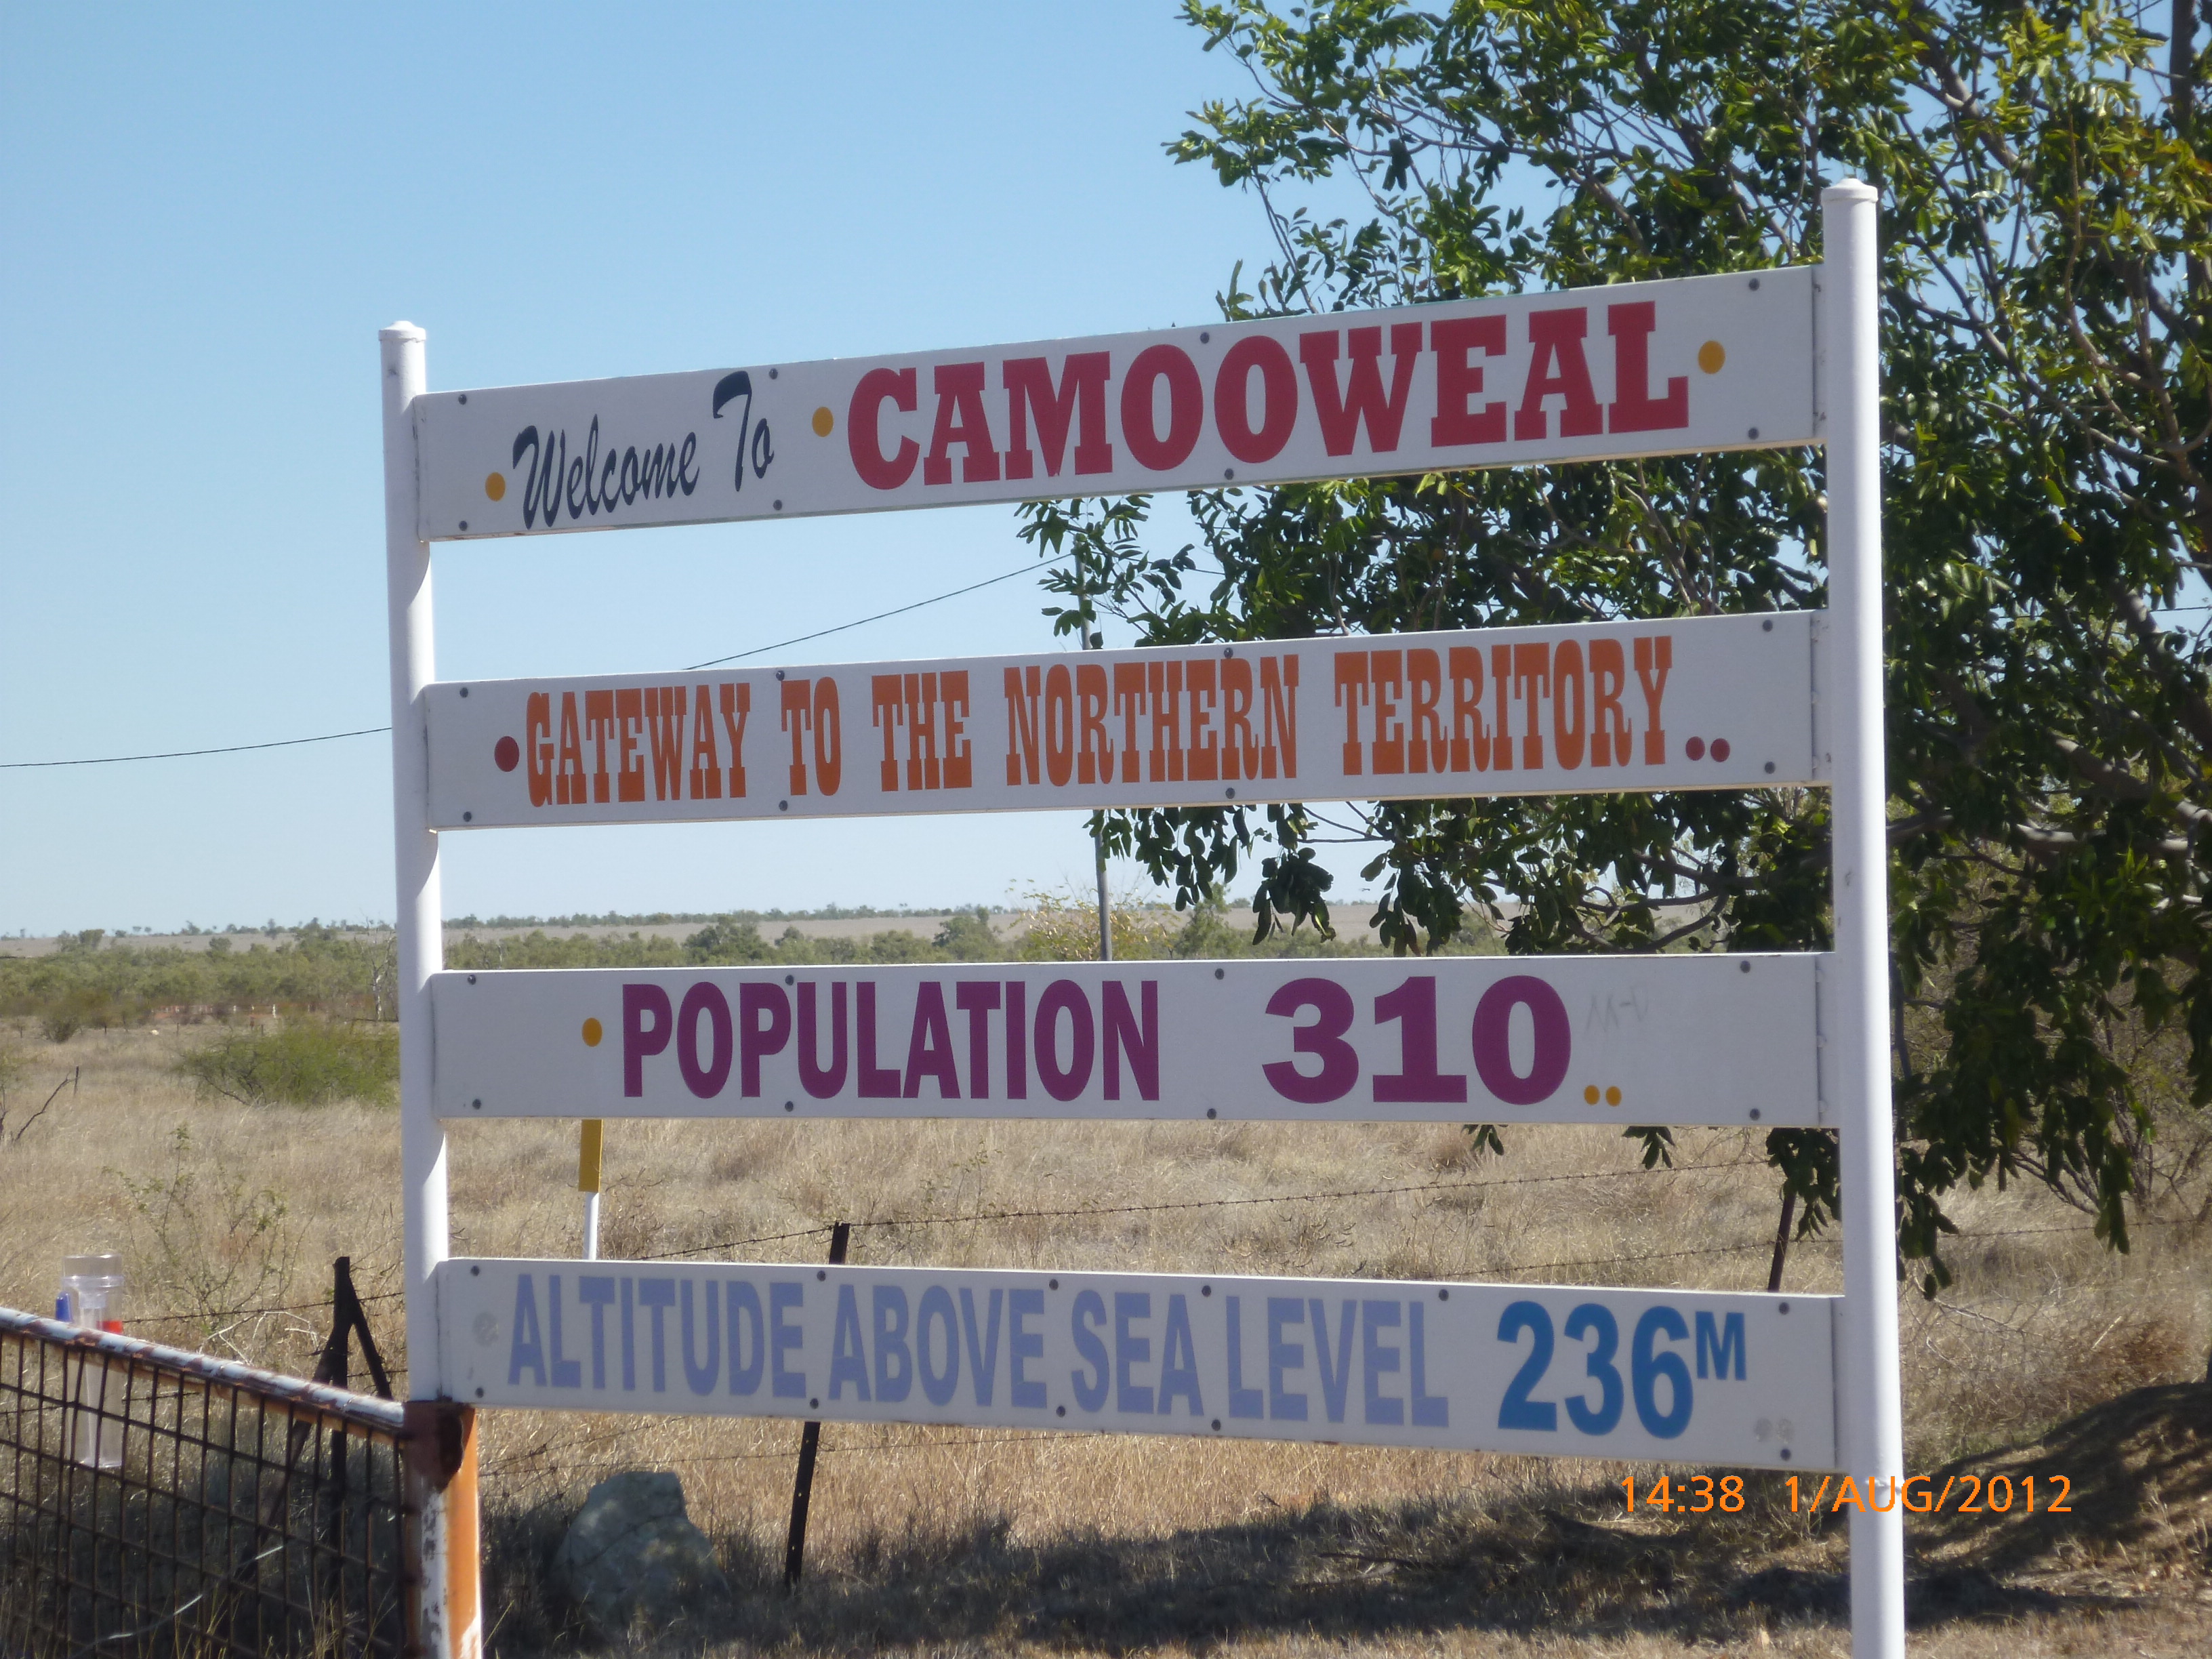 Welcome To CAMOOWEAL
GATEWAY TO THE NORTHERN TERRITORY..
POPULATION 310..
ALTITUDE ABOVE SEA LEVEL 236M
14:38 1/AUG/2012